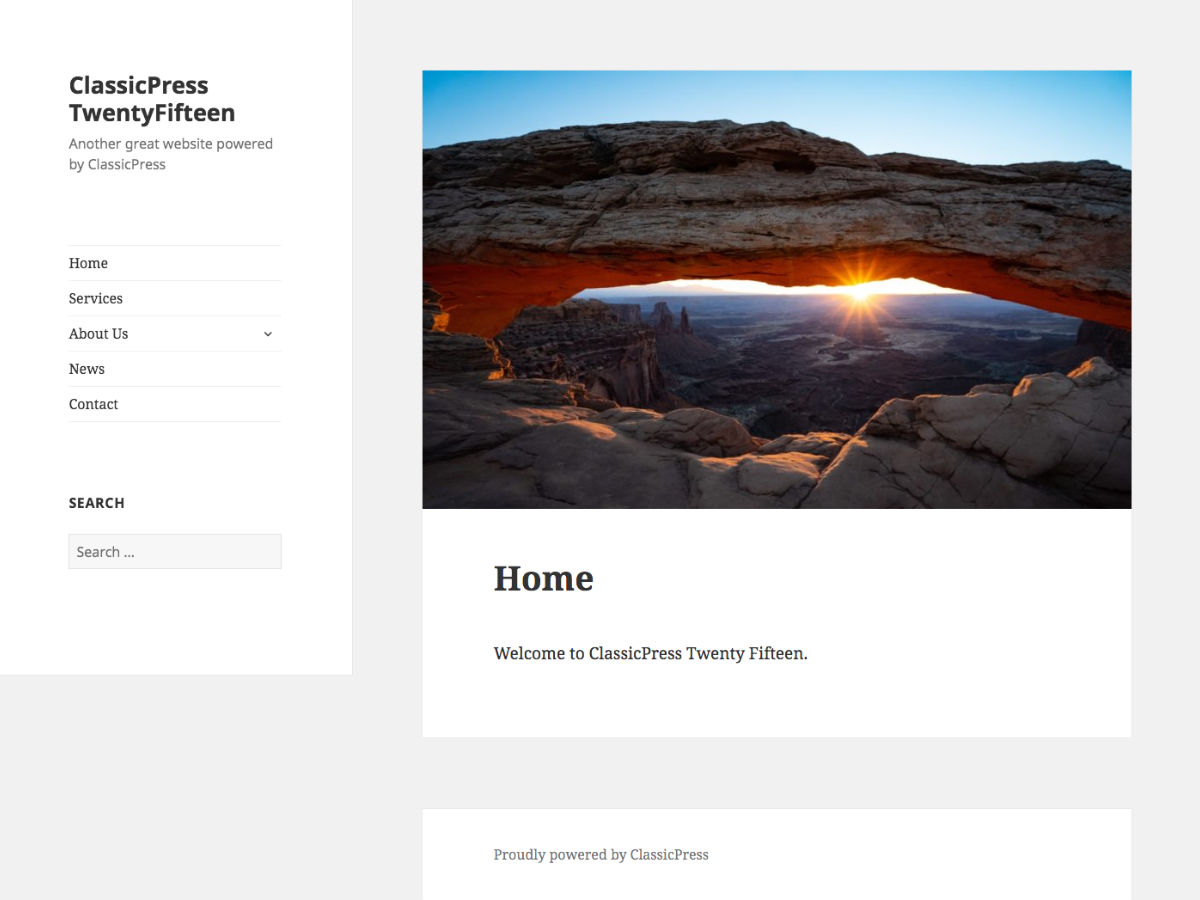 ClassicPress
TwentyFifteen
Another great website powered
by ClassicPress
Home
Services
About Us
News
Contact
SEARCH
Search ...
Home
Welcome to ClassicPress Twenty Fifteen.
Proudly powered by ClassicPress